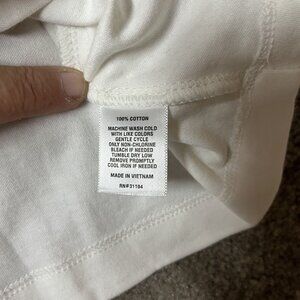 100% COTTON
MACHINE WASH COLD
WITH LIKE COLORS
GENTLE CYCLE
ONLY NON-CHLORINE
BLEACH IF NEEDED
TUMBLE DRY LOW
REMOVE PROMPTLY
COOL IRON IF NEEDED
MADE IN VIETNAM
RN#31104